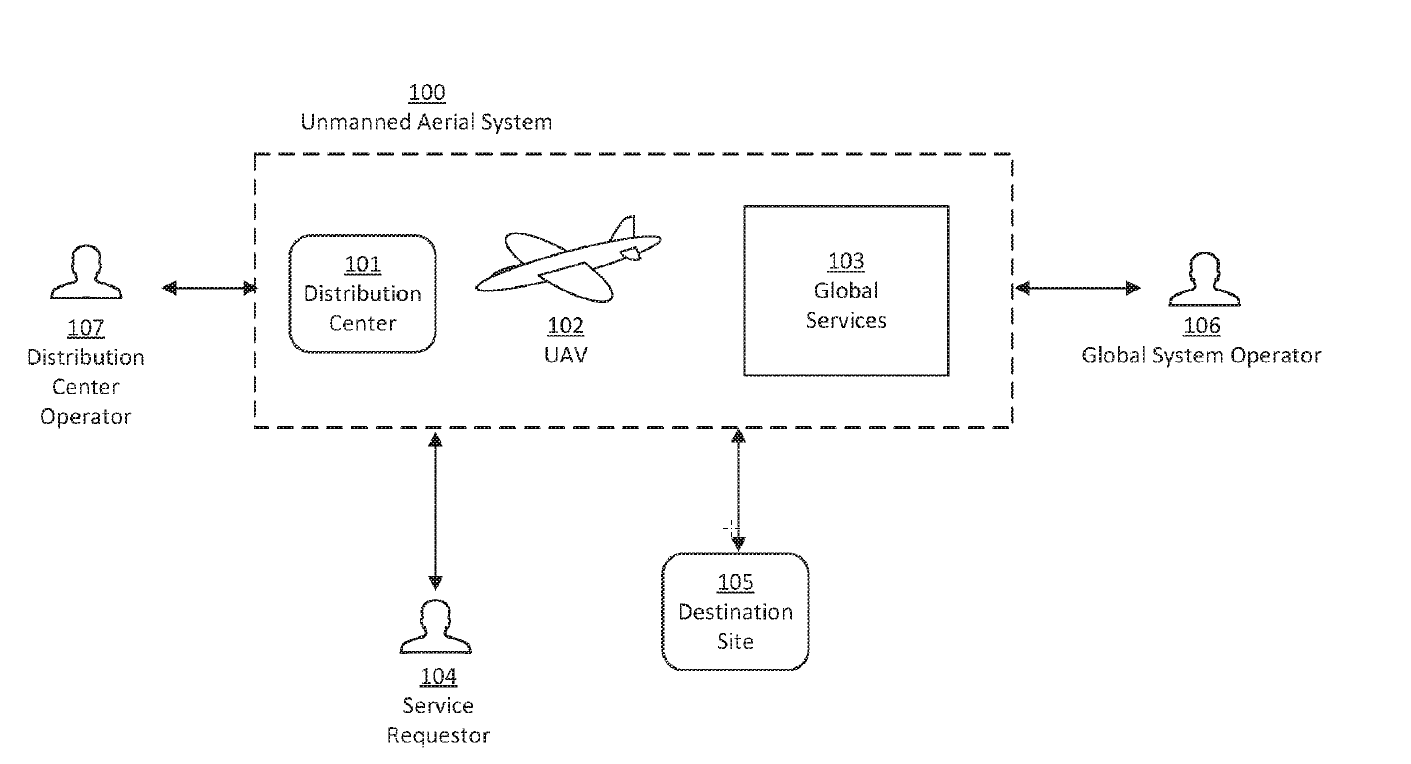 100
Unmanned Aerial System
101
Distribution
Center
102
UAV
103
Global
Services
107
Distribution
Center
Operator
106
Global System Operator
104
Service
Requestor
105
Destination
Site